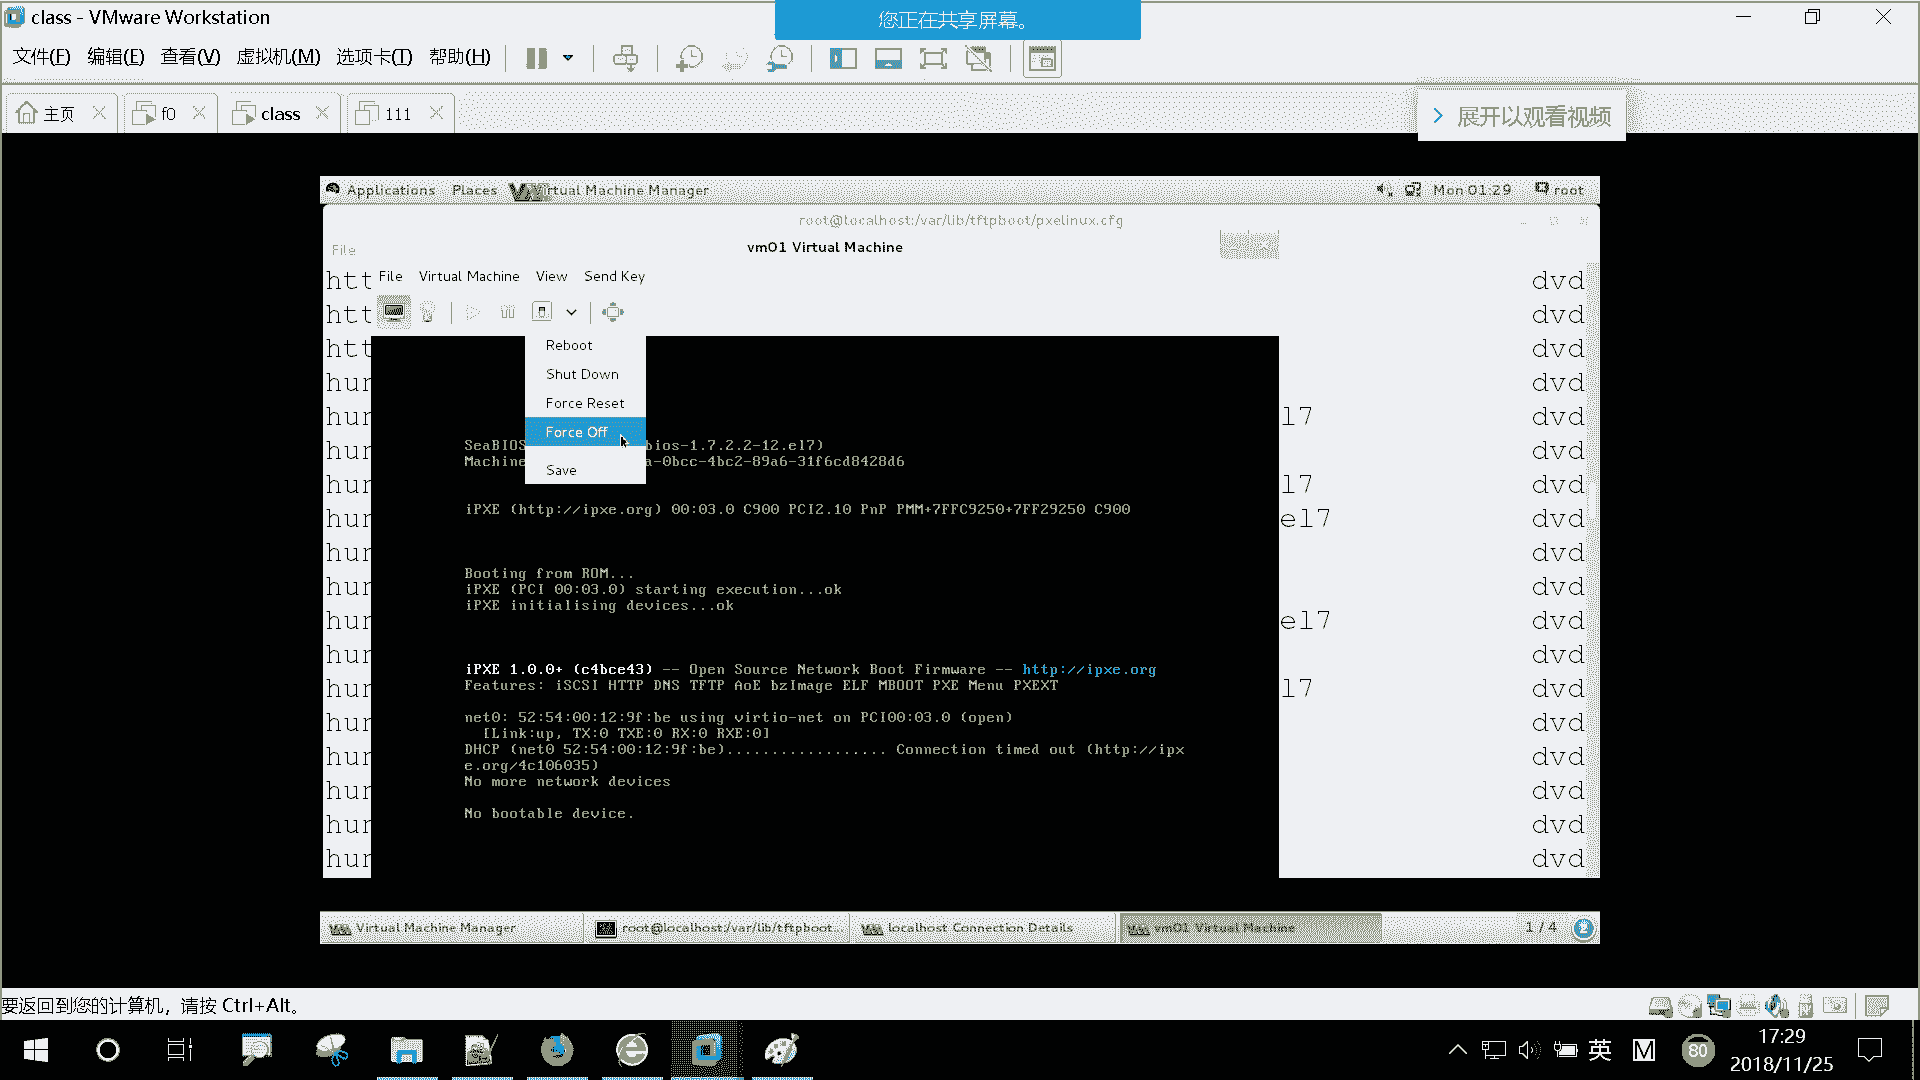 class - VMware Workstation
您正在共享屏幕。
文件(F) 编辑(E) 查看(V) 虚拟机(M) 选项卡(T) 帮助(H)
主页
f0
class
111
展开以观看视频
Applications Places Virtual Machine Manager
Mon 01:29 root
root@localhost:/var/lib/tftpboot/pxelinux.cfg
File
vm01 Virtual Machine
File Virtual Machine View Send Key
htt dvd
htt dvd
htt dvd
hur dvd
hur el7 dvd
hur dvd
hur el7 dvd
hur el7 dvd
hur dvd
hur dvd
hur el7 dvd
hur dvd
hur l7 dvd
hur dvd
hur dvd
hur dvd
hur dvd
hur dvd
Reboot
Shut Down
Force Reset
Force Off
Save
SeaBIOS bios-1.7.2.2-12.el7)
Machine a-0bcc-4bc2-89a6-31f6cd8428d6
iPXE (http://ipxe.org) 00:03.0 C900 PCI2.10 PnP PMM+7FFC9250+7FF29250 C900
Booting from ROM...
iPXE (PCI 00:03.0) starting execution...ok
iPXE initialising devices...ok
iPXE 1.0.0+ (c4bce43) -- Open Source Network Boot Firmware -- http://ipxe.org
Features: iSCSI HTTP DNS TFTP AoE bzImage ELF MBOOT PXE Menu PXEXT
net0: 52:54:00:12:9f:be using virtio-net on PCI00:03.0 (open)
[Link:up, TX:0 TXE:0 RX:0 RXE:0]
DHCP (net0 52:54:00:12:9f:be).................. Connection timed out (http://ipx
e.org/4c106035)
No more network devices
No bootable device.
Virtual Machine Manager
root@localhost:/var/lib/tftpboot...
localhost Connection Details
vm01 Virtual Machine
1 / 4
2
要返回到您的计算机，请按 Ctrl+Alt。
英
M
80
17:29
2018/11/25